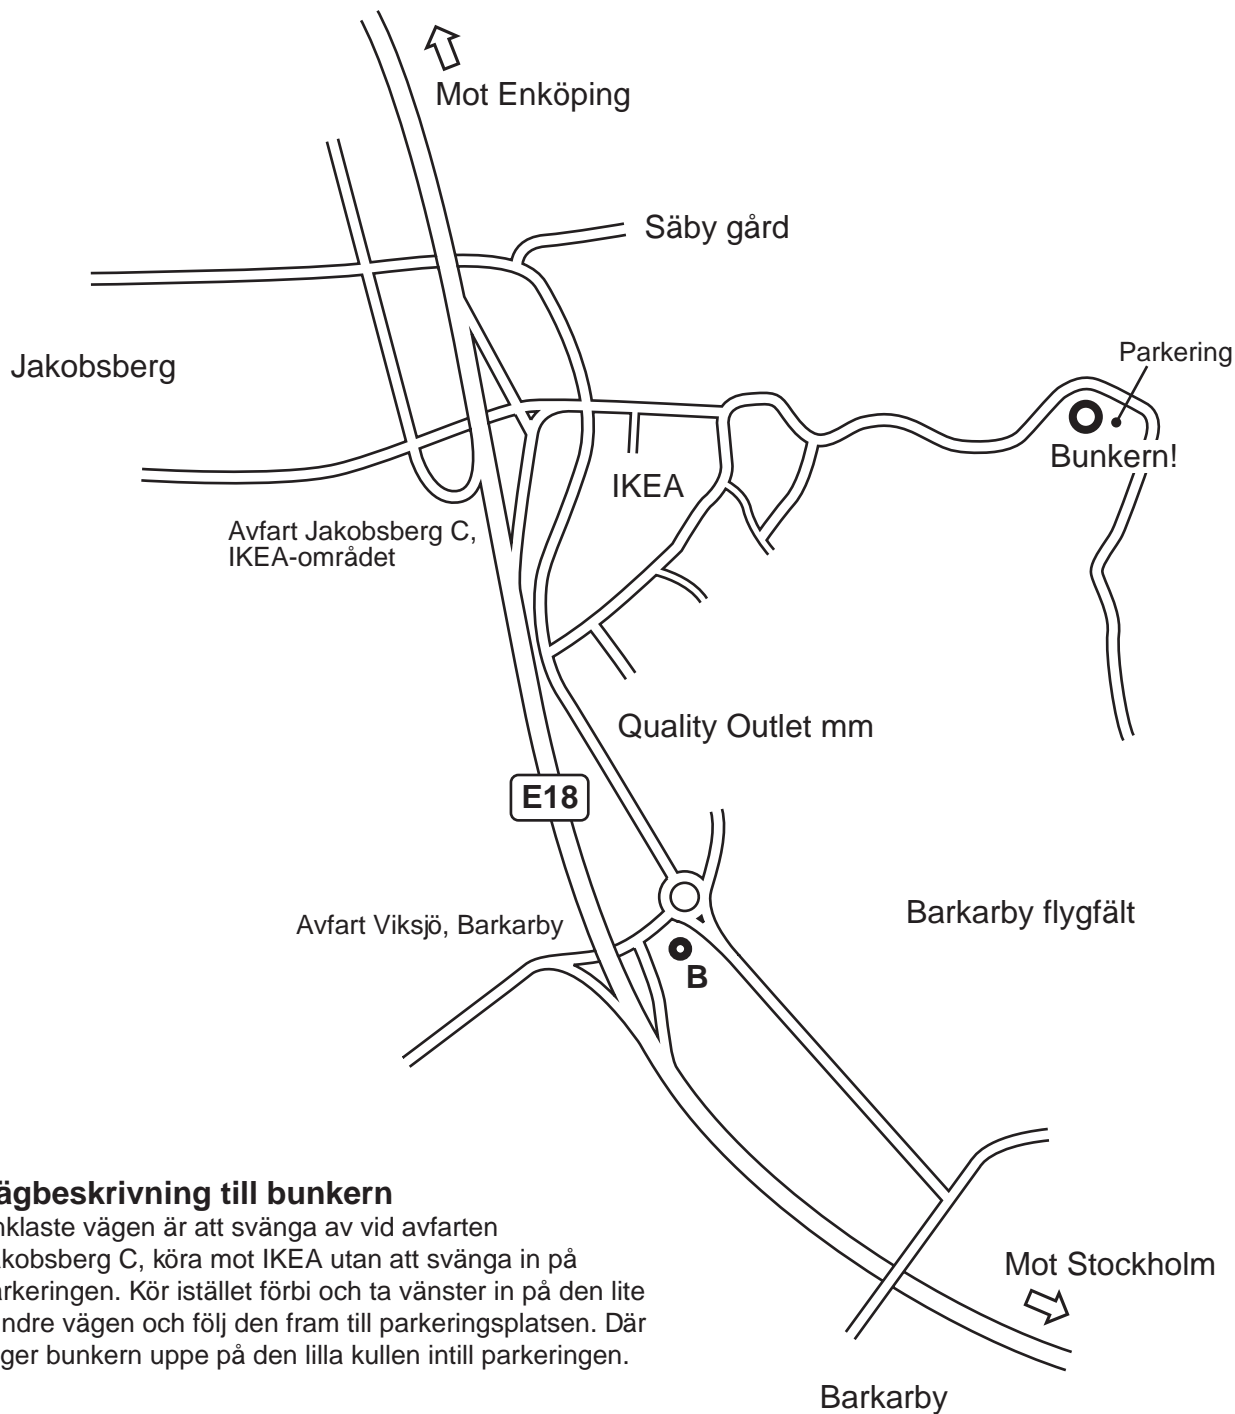 Mot Enköping
Säby gård
Jakobsberg
Parkering
Bunkern!
IKEA
Avfart Jakobsberg C,
IKEA-området
Quality Outlet mm
E18
Avfart Viksjö, Barkarby
Barkarby flygfält
B
ägbeskrivning till bunkern
nklaste vägen är att svänga av vid avfarten
kobsberg C, köra mot IKEA utan att svänga in på
arkeringen. Kör istället förbi och ta vänster in på den lite
indre vägen och följ den fram till parkeringsplatsen. Där
ger bunkern uppe på den lilla kullen intill parkeringen.
Mot Stockholm
Barkarby